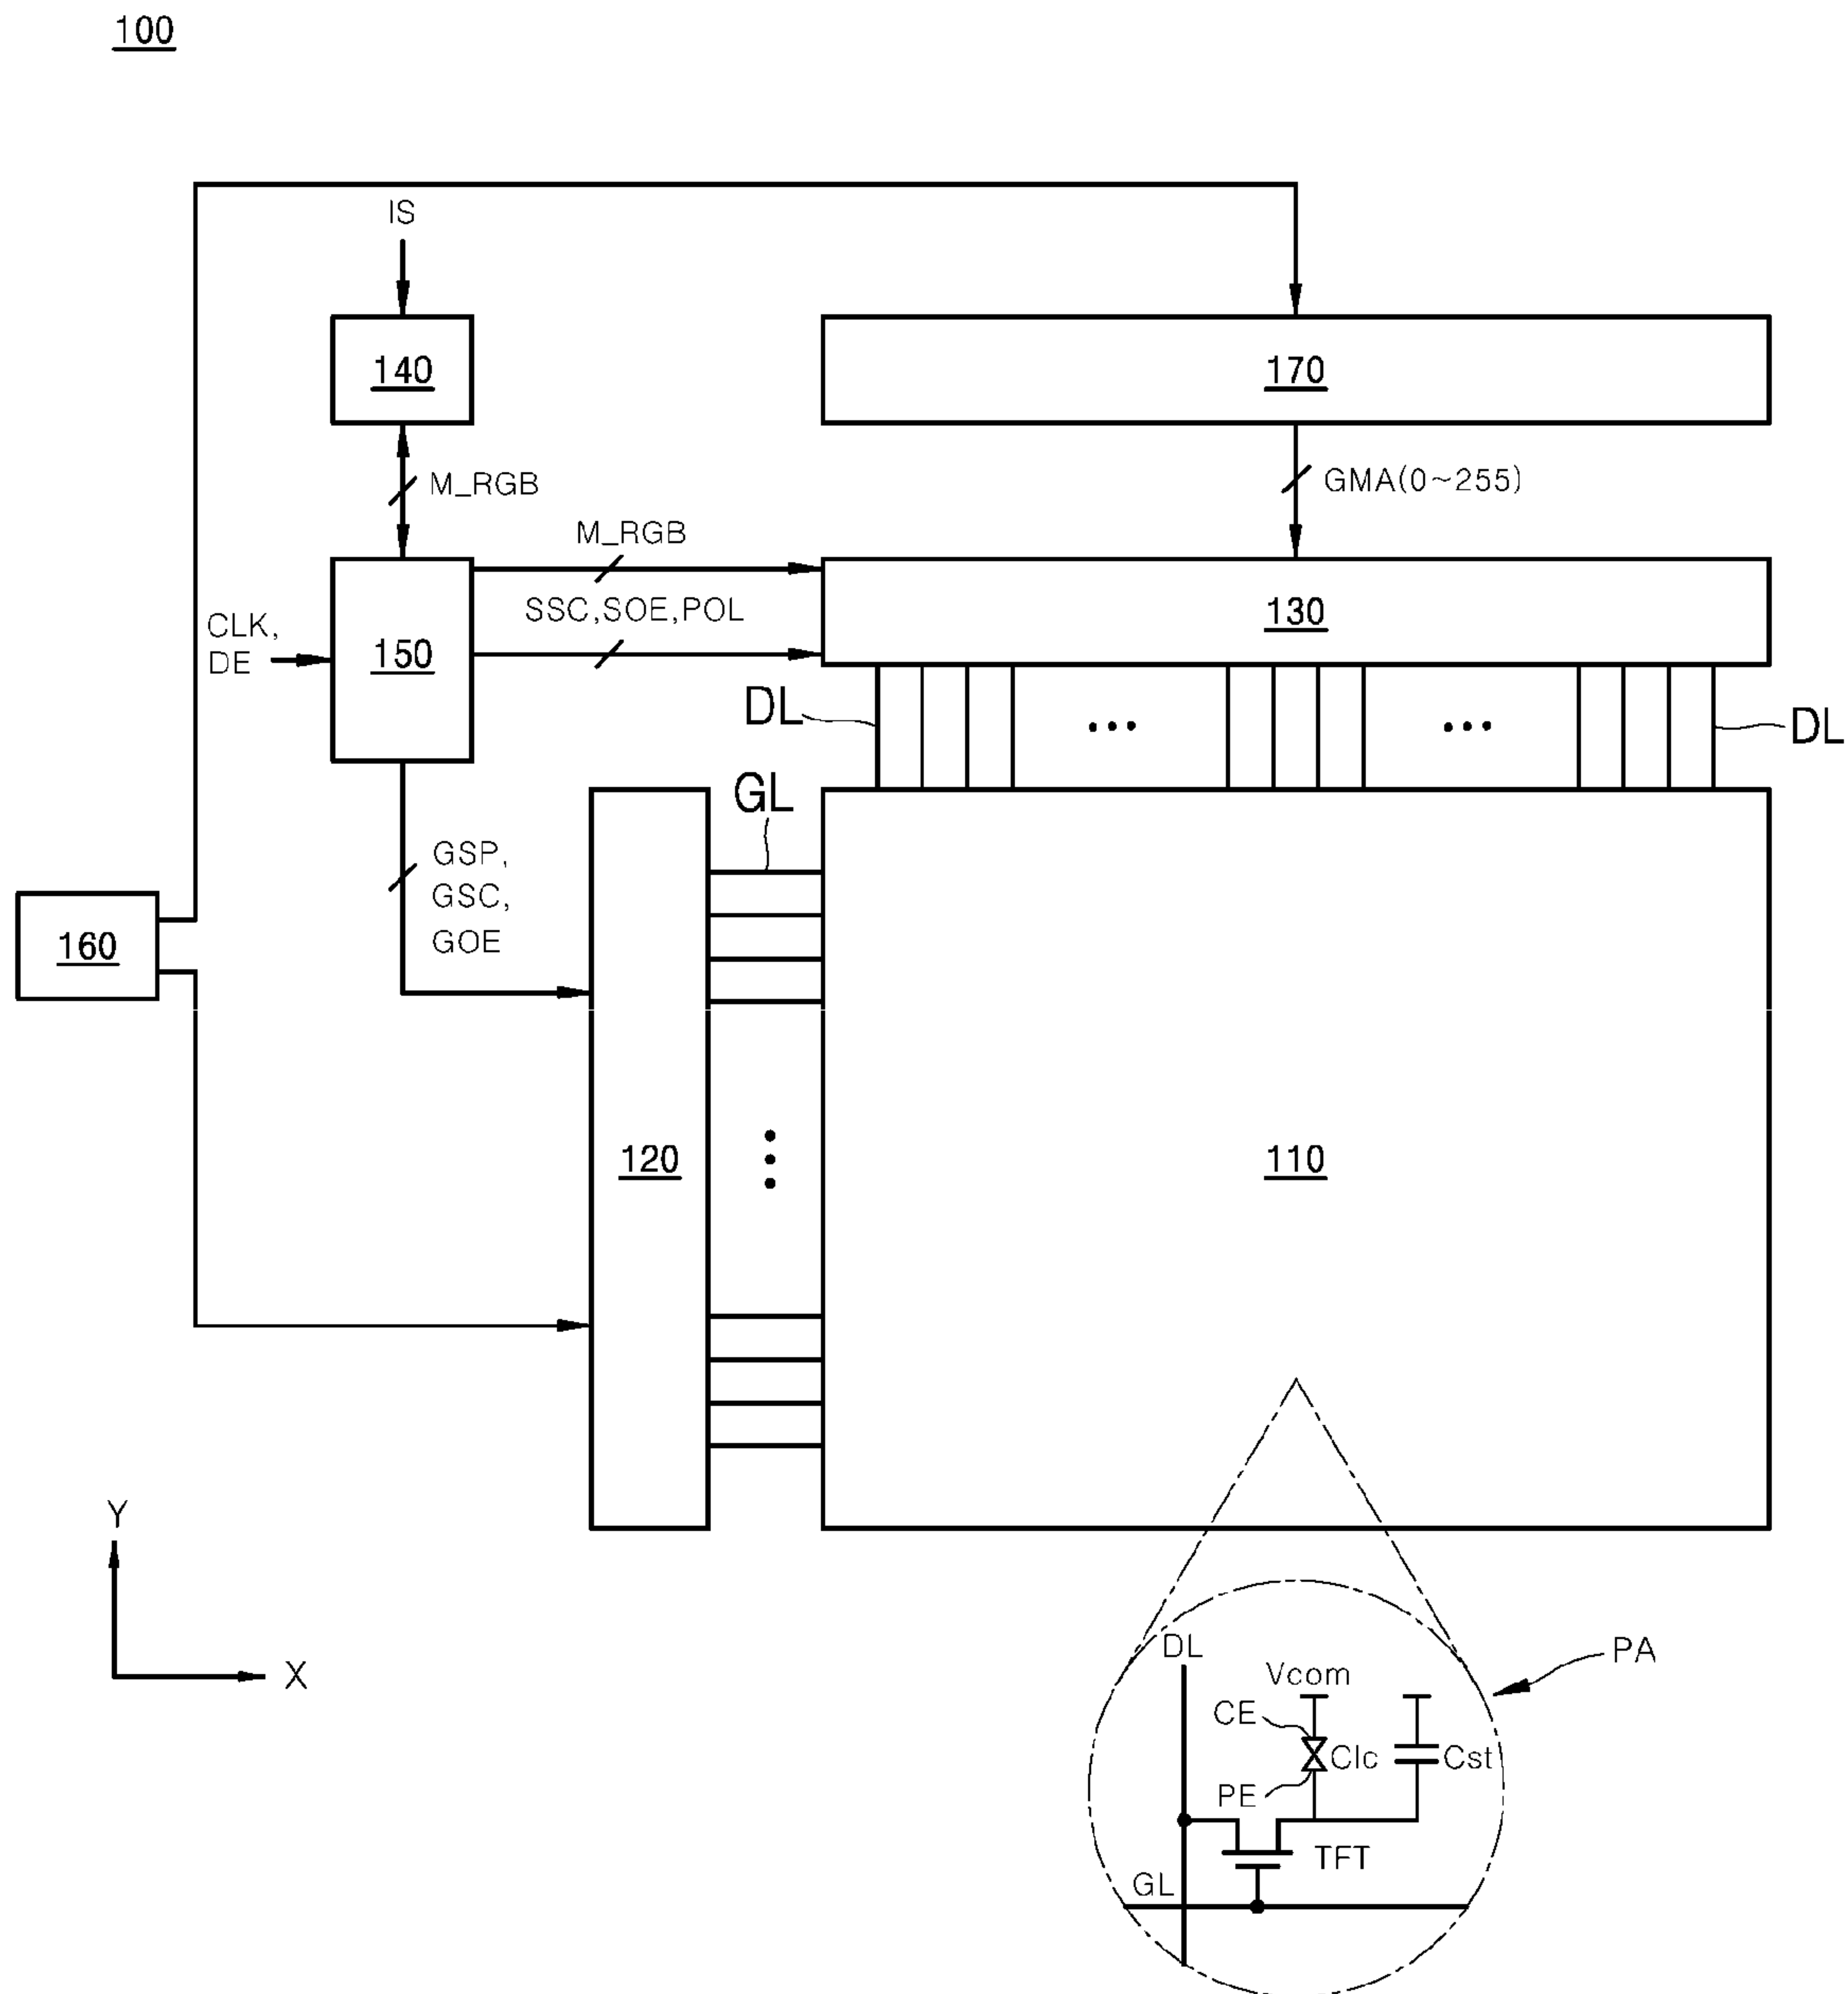 100
IS
140
170
M_RGB
GMA(0~255)
M_RGB
SSC,SOE,POL
130
CLK,
DE
150
DL
DL
GL
GSP,
GSC,
GOE
160
120
110
Y
X
PA
DL
Vcom
CE
Clc
Cst
PE
TFT
GL